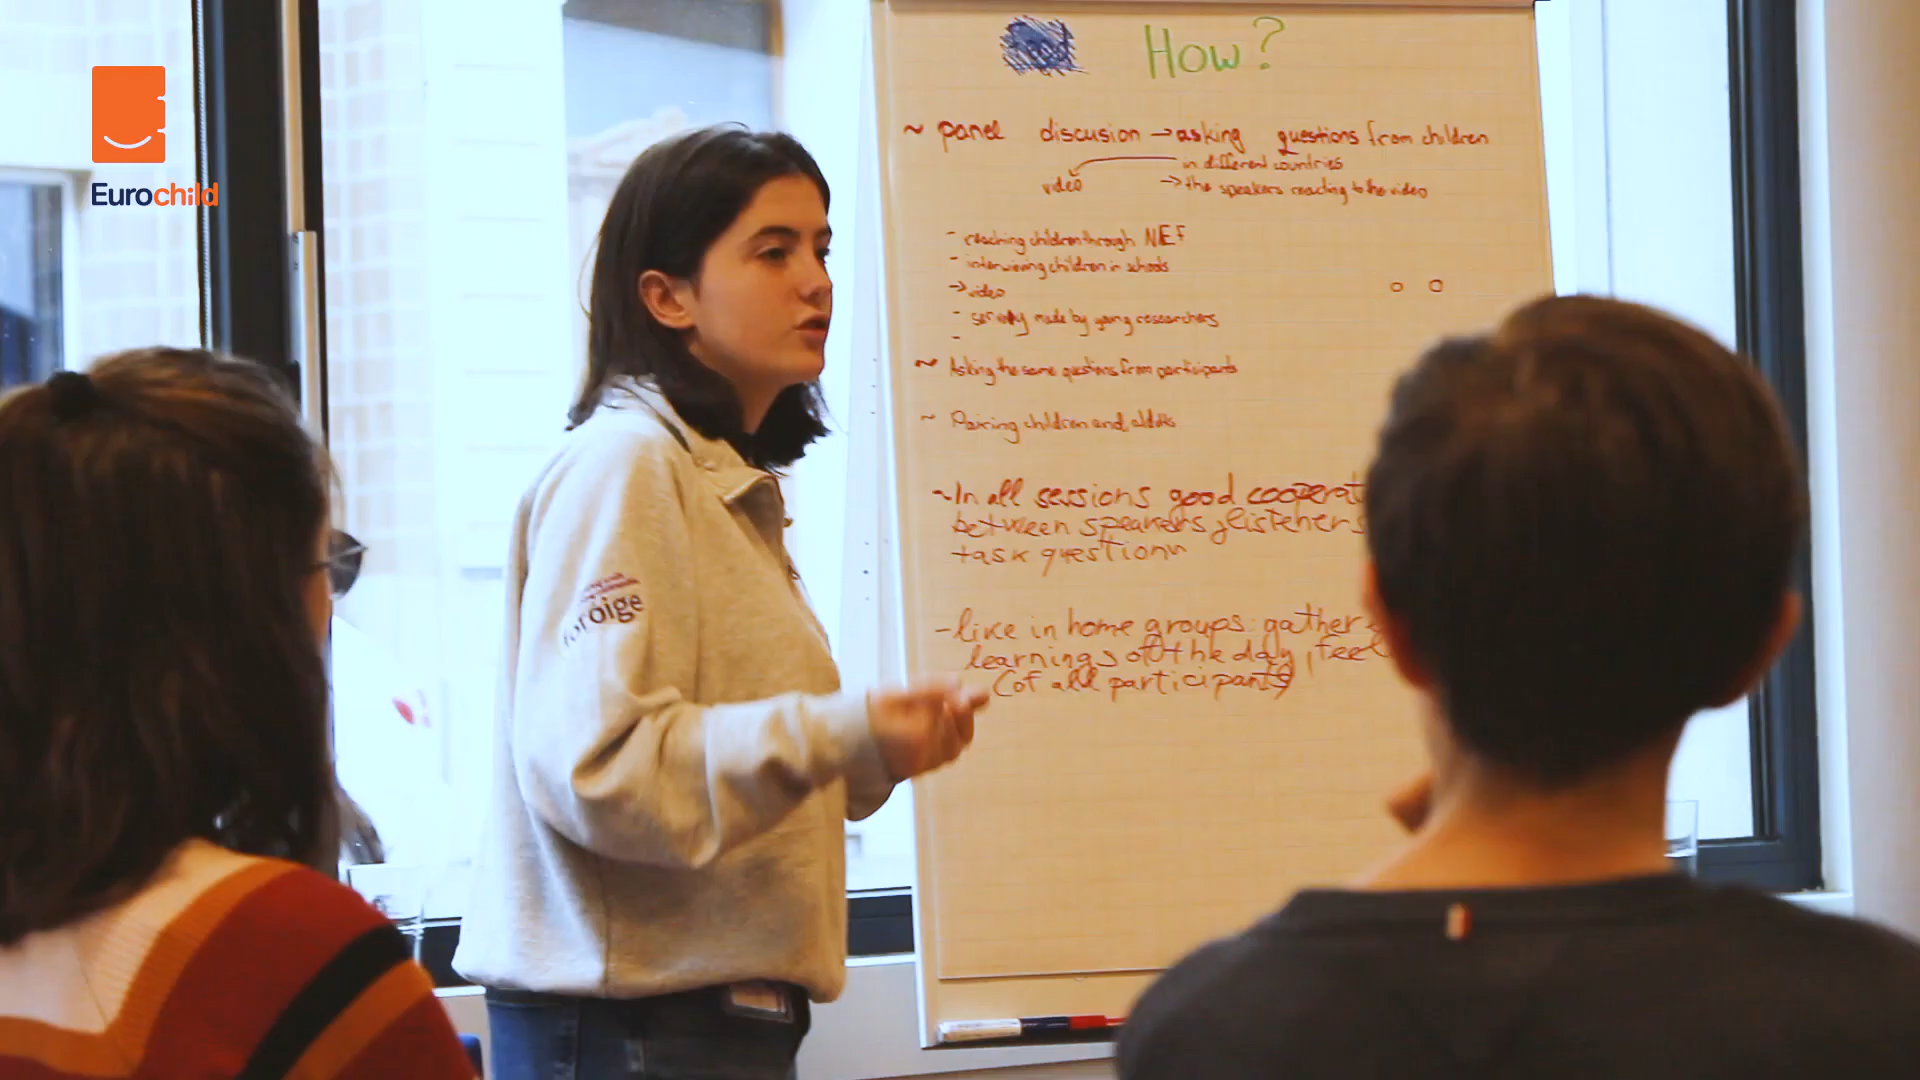 Eurochild
How?
~ panel discusion → asking questions from children
in different countries
video → the speakers reacting to the video
- reaching children through NEF
- interviewing children in schools
→ video
- made by young researchers
-
~ Asking the same questions from participants
~ Pairing children and
~ In all sessions good cooperat
between speakers, listeners
task question
- like in home groups: gather
learnings of the day, feel
(of all participants)
oróige